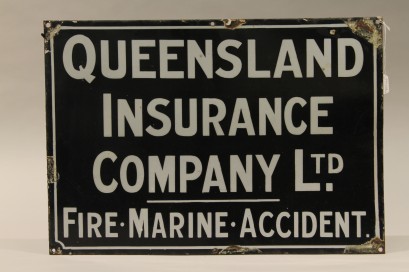 QUEENSLAND
INSURANCE
COMPANY LTD.
FIRE·MARINE·ACCIDENT.